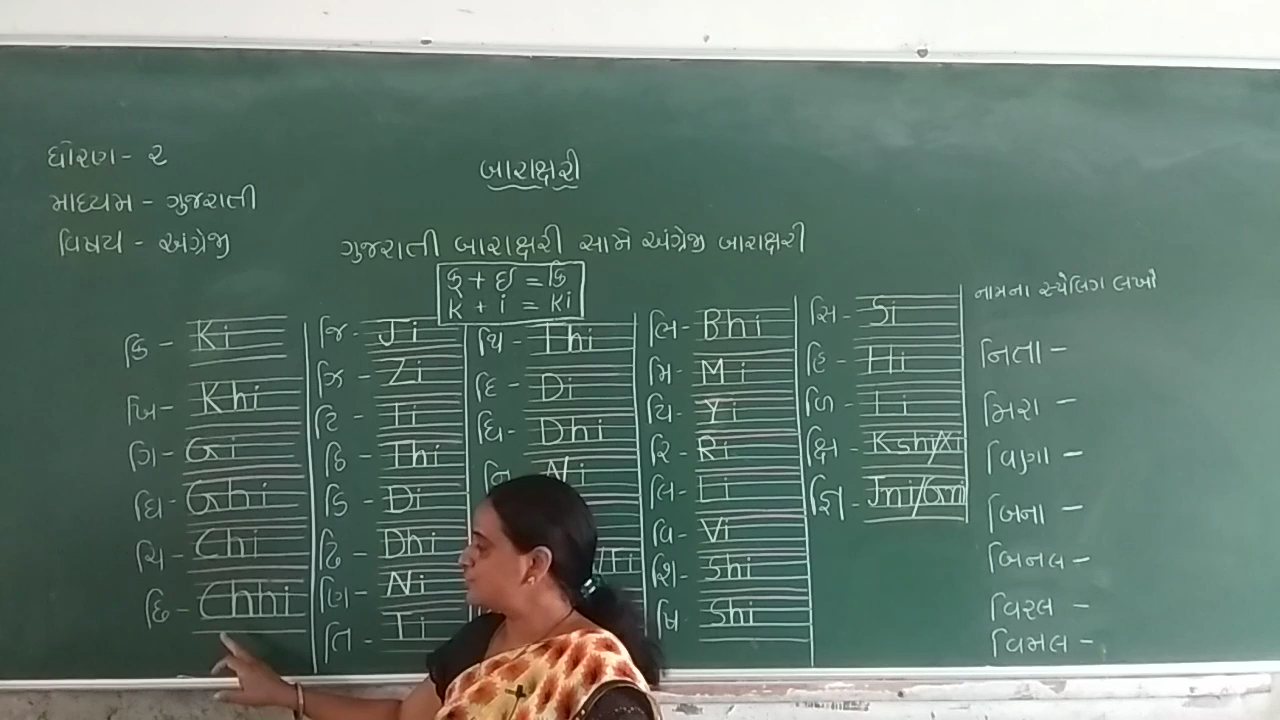 ધોરણ - ૨
માધ્યમ - ગુજરાતી
વિષય - અંગ્રેજી
બારાક્ષરી
ગુજરાતી બારાક્ષરી સામે અંગ્રેજી બારાક્ષરી
ક્ + ઇ = કિ
K + i = Ki
કિ - Ki
ખિ - Khi
ગિ - Gi
ઘિ - Ghi
ચિ - Chi
છિ - Chhi
જિ - Ji
ઝિ - Zi
ટિ - Ti
ઠિ - Thi
ડિ - Di
ઢિ - Dhi
ણિ - Ni
તિ - Ti
થિ - Thi
દિ - Di
ધિ - Dhi
નિ - Ni
/Fi
ભિ - Bhi
મિ - Mi
યિ - Yi
રિ - Ri
લિ - Li
વિ - Vi
શિ - Shi
ષિ - Shi
સિ - Si
હિ - Hi
ળિ - Li
ક્ષિ - Kshi/Xi
જ્ઞિ - Jni/Gni
નામના સ્પેલિંગ લખો
નિતા -
મિરા -
વિણા -
બિના -
બિનલ -
વિરલ -
વિમલ -